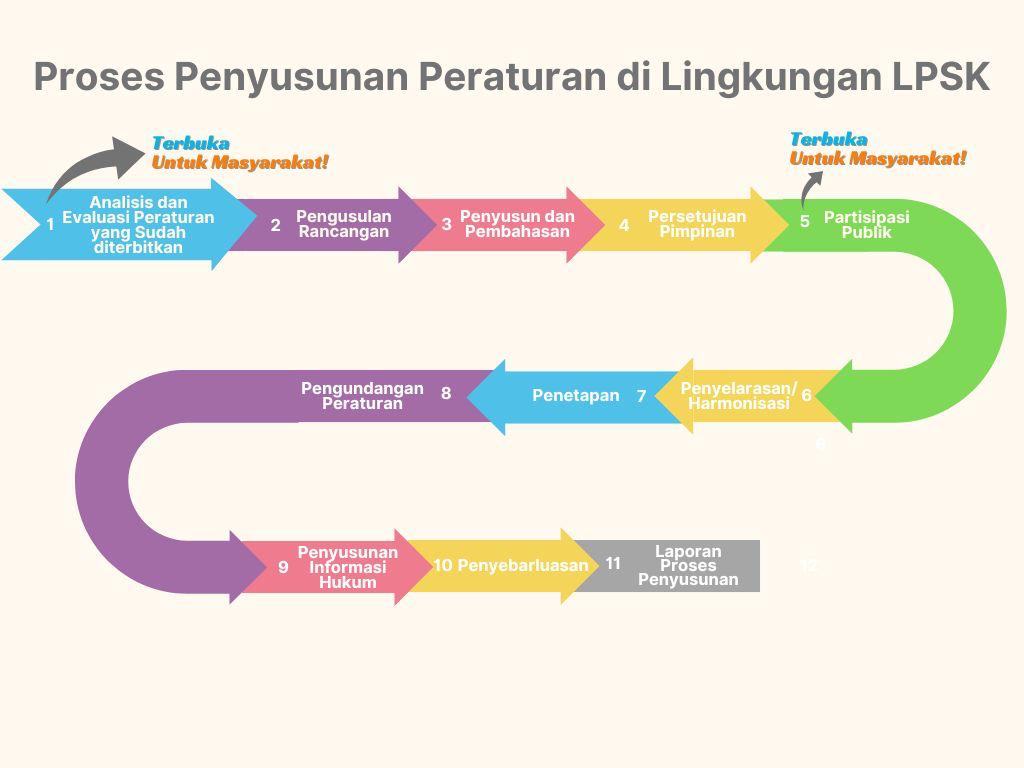 Proses Penyusunan Peraturan di Lingkungan LPSK
Terbuka
Untuk Masyarakat!
Terbuka
Untuk Masyarakat!
1
Analisis dan
Evaluasi Peraturan
yang Sudah
diterbitkan
2
Pengusulan
Rancangan
3
Penyusun dan
Pembahasan
4
Persetujuan
Pimpinan
5
Partisipasi
Publik
6
Penyelarasan/
Harmonisasi
6
7
Penetapan
8
Pengundangan
Peraturan
9
Penyusunan
Informasi
Hukum
10 Penyebarluasan
11
Laporan
Proses
Penyusunan
12